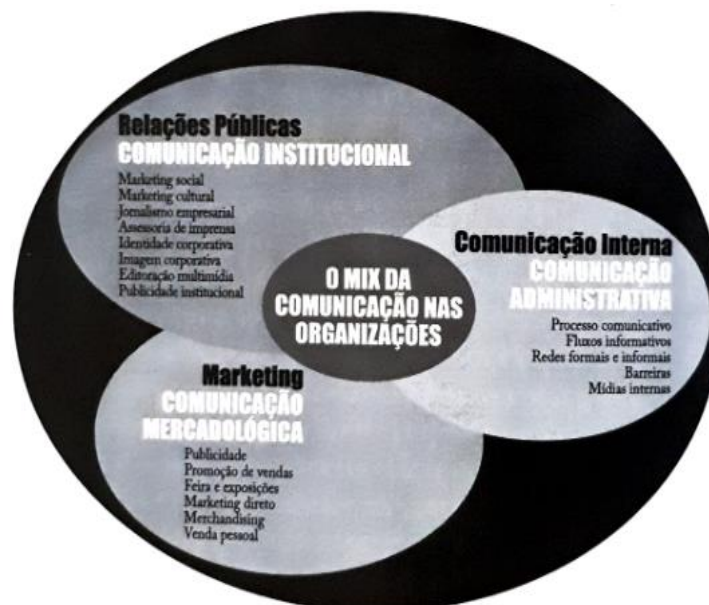 Relações Públicas
COMUNICAÇÃO INSTITUCIONAL
Marketing social
Marketing cultural
Jornalismo empresarial
Assessoria de imprensa
Identidade corporativa
Imagem corporativa
Editoração multimídia
Publicidade institucional
O MIX DA
COMUNICAÇÃO NAS
ORGANIZAÇÕES
Comunicação Interna
COMUNICAÇÃO
ADMINISTRATIVA
Processo comunicativo
Fluxos informativos
Redes formais e informais
Barreiras
Mídias internas
Marketing
COMUNICAÇÃO
MERCADOLÓGICA
Publicidade
Promoção de vendas
Feira e exposições
Marketing direto
Merchandising
Venda pessoal